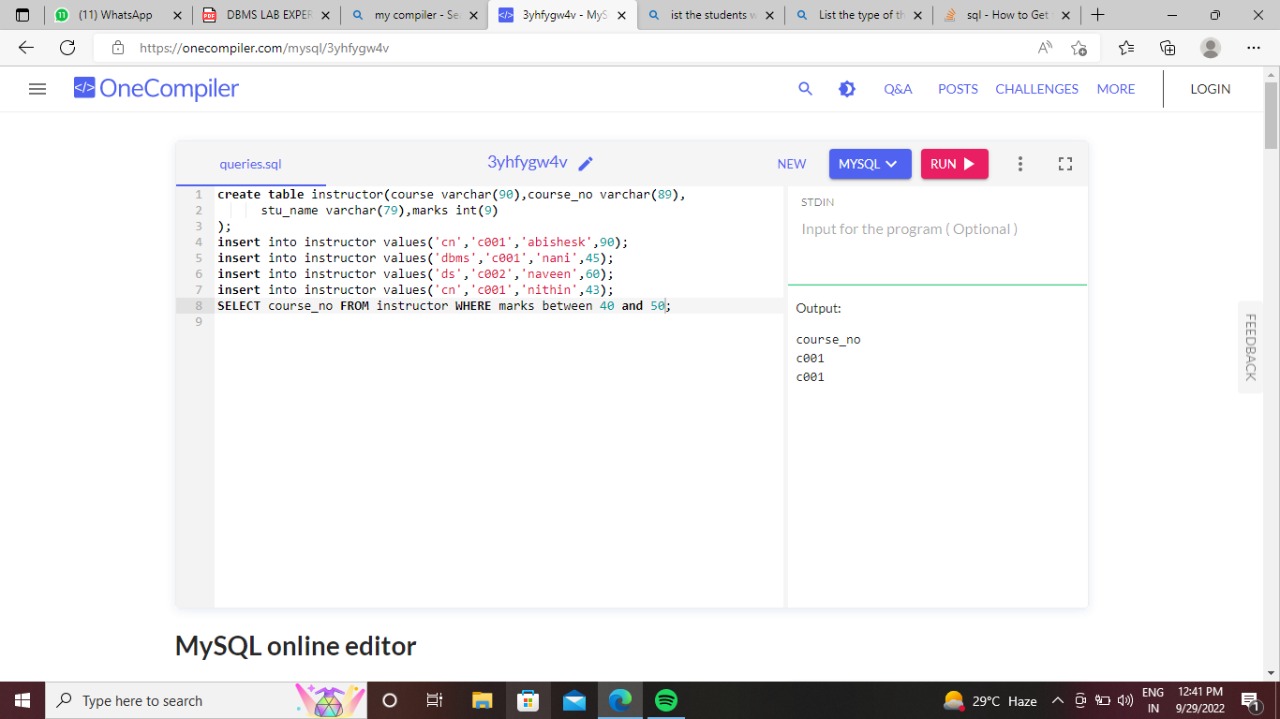 (11) WhatsApp
DBMS LAB EXPER
my compiler - Se
3yhfygw4v - MyS
ist the students w
List the type of th
sql - How to Get
https://onecompiler.com/mysql/3yhfygw4v
OneCompiler
Q&A
POSTS
CHALLENGES
MORE
LOGIN
queries.sql
3yhfygw4v
NEW
MYSQL
RUN
1 create table instructor(course varchar(90),course_no varchar(89),
2 stu_name varchar(79),marks int(9)
3 );
4 insert into instructor values('cn','c001','abishesk',90);
5 insert into instructor values('dbms','c001','nani',45);
6 insert into instructor values('ds','c002','naveen',60);
7 insert into instructor values('cn','c001','nithin',43);
8 SELECT course_no FROM instructor WHERE marks between 40 and 50;
9
STDIN
Input for the program ( Optional )
Output:
course_no
c001
c001
FEEDBACK
MySQL online editor
Type here to search
29°C Haze
ENG
IN
12:41 PM
9/29/2022
1